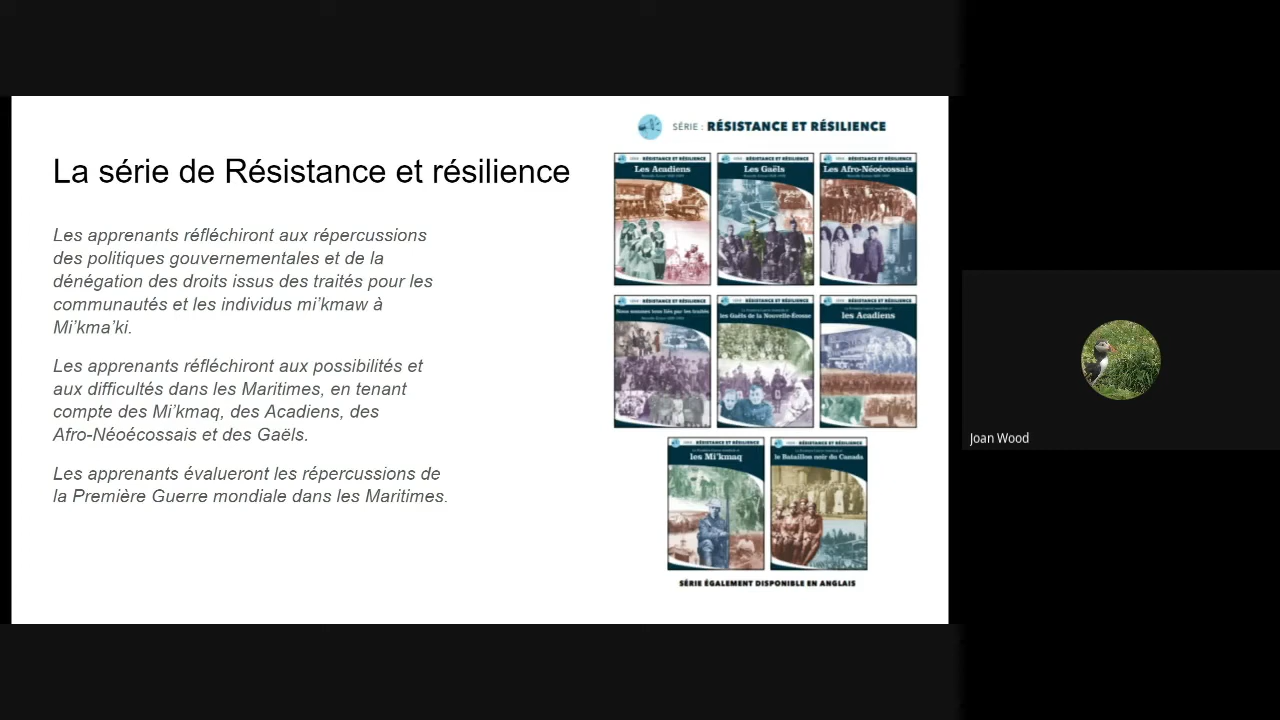 La série de Résistance et résilience
Les apprenants réfléchiront aux répercussions
des politiques gouvernementales et de la
dénégation des droits issus des traités pour les
communautés et les individus mi'kmaw à
Mi'kma'ki.
Les apprenants réfléchiront aux possibilités et
aux difficultés dans les Maritimes, en tenant
compte des Mi'kmaq, des Acadiens, des
Afro-Néoécossais et des Gaëls.
Les apprenants évalueront les répercussions de
la Première Guerre mondiale dans les Maritimes.
SÉRIE : RÉSISTANCE ET RÉSILIENCE
RÉSISTANCE ET RÉSILIENCE
Les Acadiens
RÉSISTANCE ET RÉSILIENCE
Les Gaëls
RÉSISTANCE ET RÉSILIENCE
Les Afro-Néoécossais
RÉSISTANCE ET RÉSILIENCE
Nous sommes tous liés par les traités
RÉSISTANCE ET RÉSILIENCE
les Gaëls de la Nouvelle-Écosse
RÉSISTANCE ET RÉSILIENCE
les Acadiens
RÉSISTANCE ET RÉSILIENCE
les Mi'kmaq
RÉSISTANCE ET RÉSILIENCE
le Bataillon noir du Canada
SÉRIE ÉGALEMENT DISPONIBLE EN ANGLAIS
Joan Wood